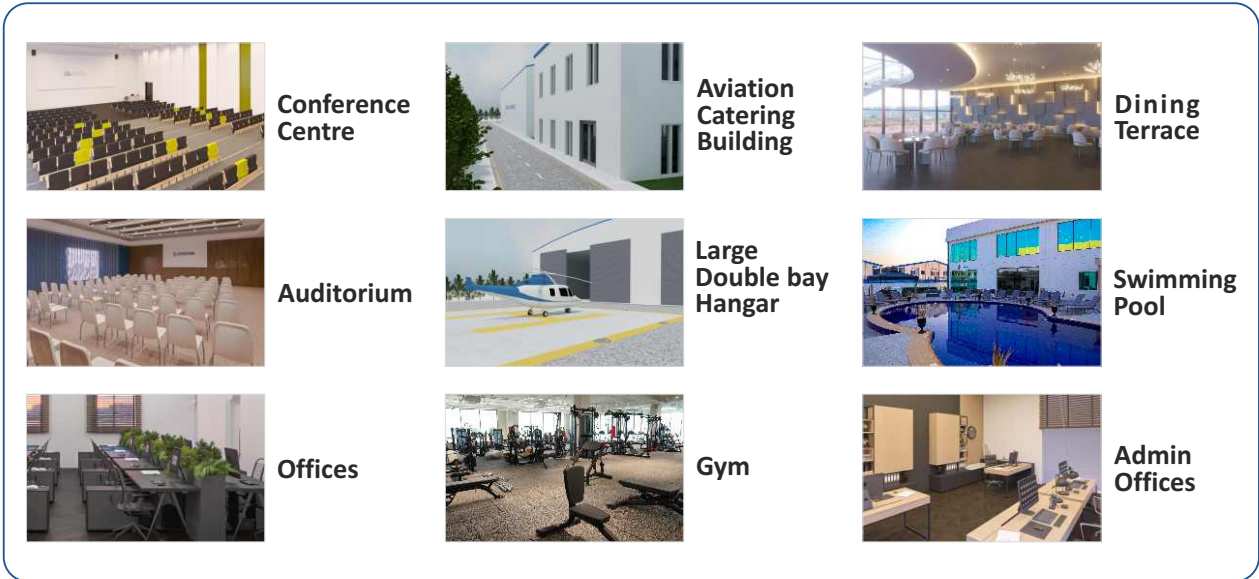 Conference
Centre
Aviation
Catering
Building
Dining
Terrace
Auditorium
Large
Double bay
Hangar
Swimming
Pool
Offices
Gym
Admin
Offices